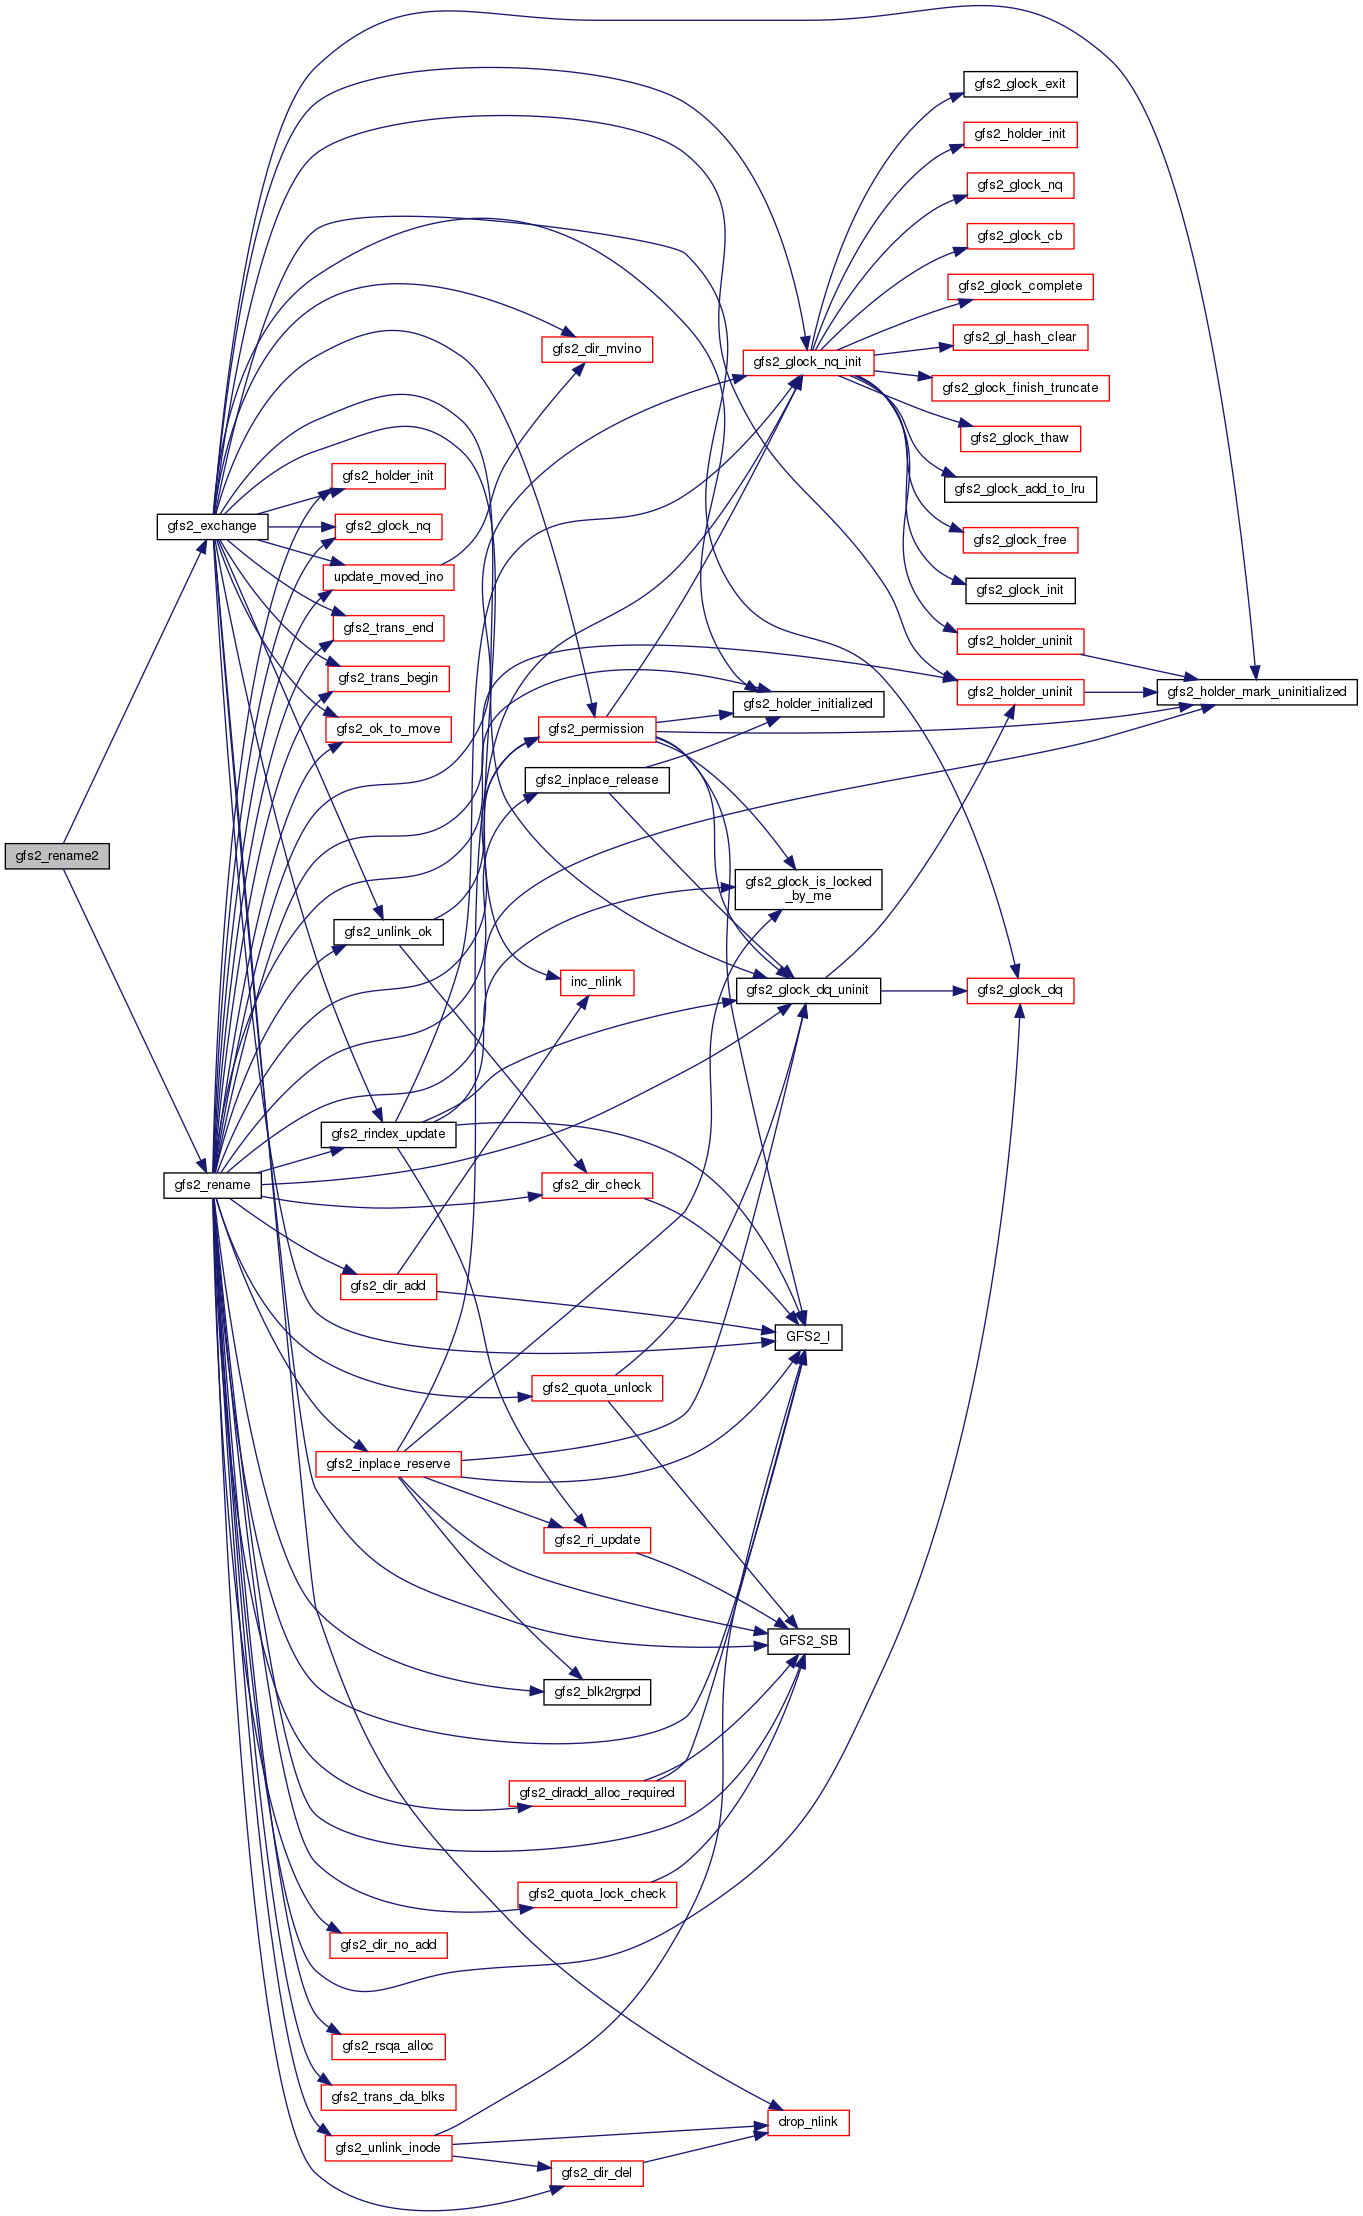 gfs2_glock_exit
gfs2_holder_init
gfs2_glock_nq
gfs2_glock_cb
gfs2_glock_complete
gfs2_gl_hash_clear
gfs2_dir_mvino
gfs2_glock_nq_init
gfs2_glock_finish_truncate
gfs2_glock_thaw
gfs2_holder_init
gfs2_glock_add_to_lru
gfs2_exchange
gfs2_glock_nq
gfs2_glock_free
update_moved_ino
gfs2_glock_init
gfs2_trans_end
gfs2_holder_uninit
gfs2_trans_begin
gfs2_holder_initialized
gfs2_holder_uninit
gfs2_holder_mark_uninitialized
gfs2_ok_to_move
gfs2_permission
gfs2_inplace_release
gfs2_rename2
gfs2_glock_is_locked
_by_me
gfs2_unlink_ok
inc_nlink
gfs2_glock_dq_uninit
gfs2_glock_dq
gfs2_rindex_update
gfs2_rename
gfs2_dir_check
gfs2_dir_add
GFS2_I
gfs2_quota_unlock
gfs2_inplace_reserve
gfs2_ri_update
GFS2_SB
gfs2_blk2rgrpd
gfs2_diradd_alloc_required
gfs2_quota_lock_check
gfs2_dir_no_add
gfs2_rsqa_alloc
gfs2_trans_da_blks
drop_nlink
gfs2_unlink_inode
gfs2_dir_del